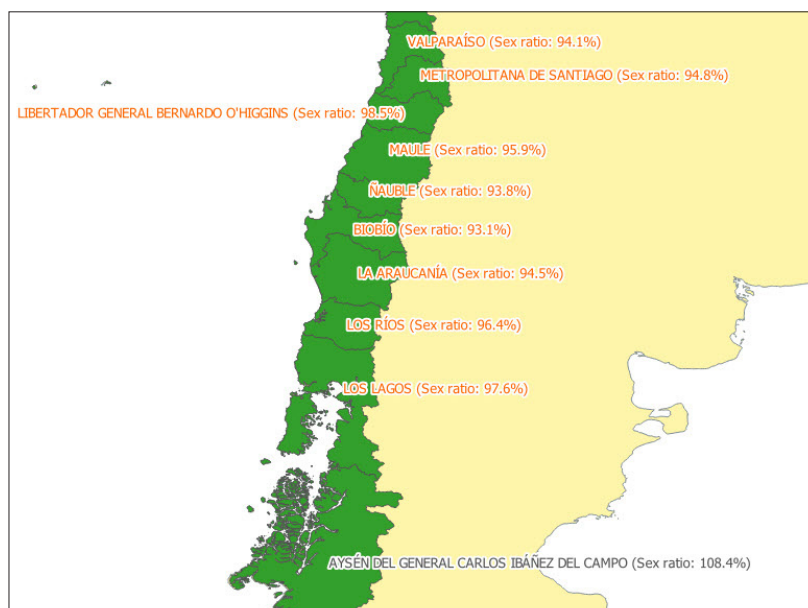 VALPARAÍSO (Sex ratio: 94.1%)
METROPOLITANA DE SANTIAGO (Sex ratio: 94.8%)
LIBERTADOR GENERAL BERNARDO O'HIGGINS (Sex ratio: 98.5%)
MAULE (Sex ratio: 95.9%)
ÑAUBLE (Sex ratio: 93.8%)
BIOBÍO (Sex ratio: 93.1%)
LA ARAUCANÍA (Sex ratio: 94.5%)
LOS RÍOS (Sex ratio: 96.4%)
LOS LAGOS (Sex ratio: 97.6%)
AYSÉN DEL GENERAL CARLOS IBÁÑEZ DEL CAMPO (Sex ratio: 108.4%)